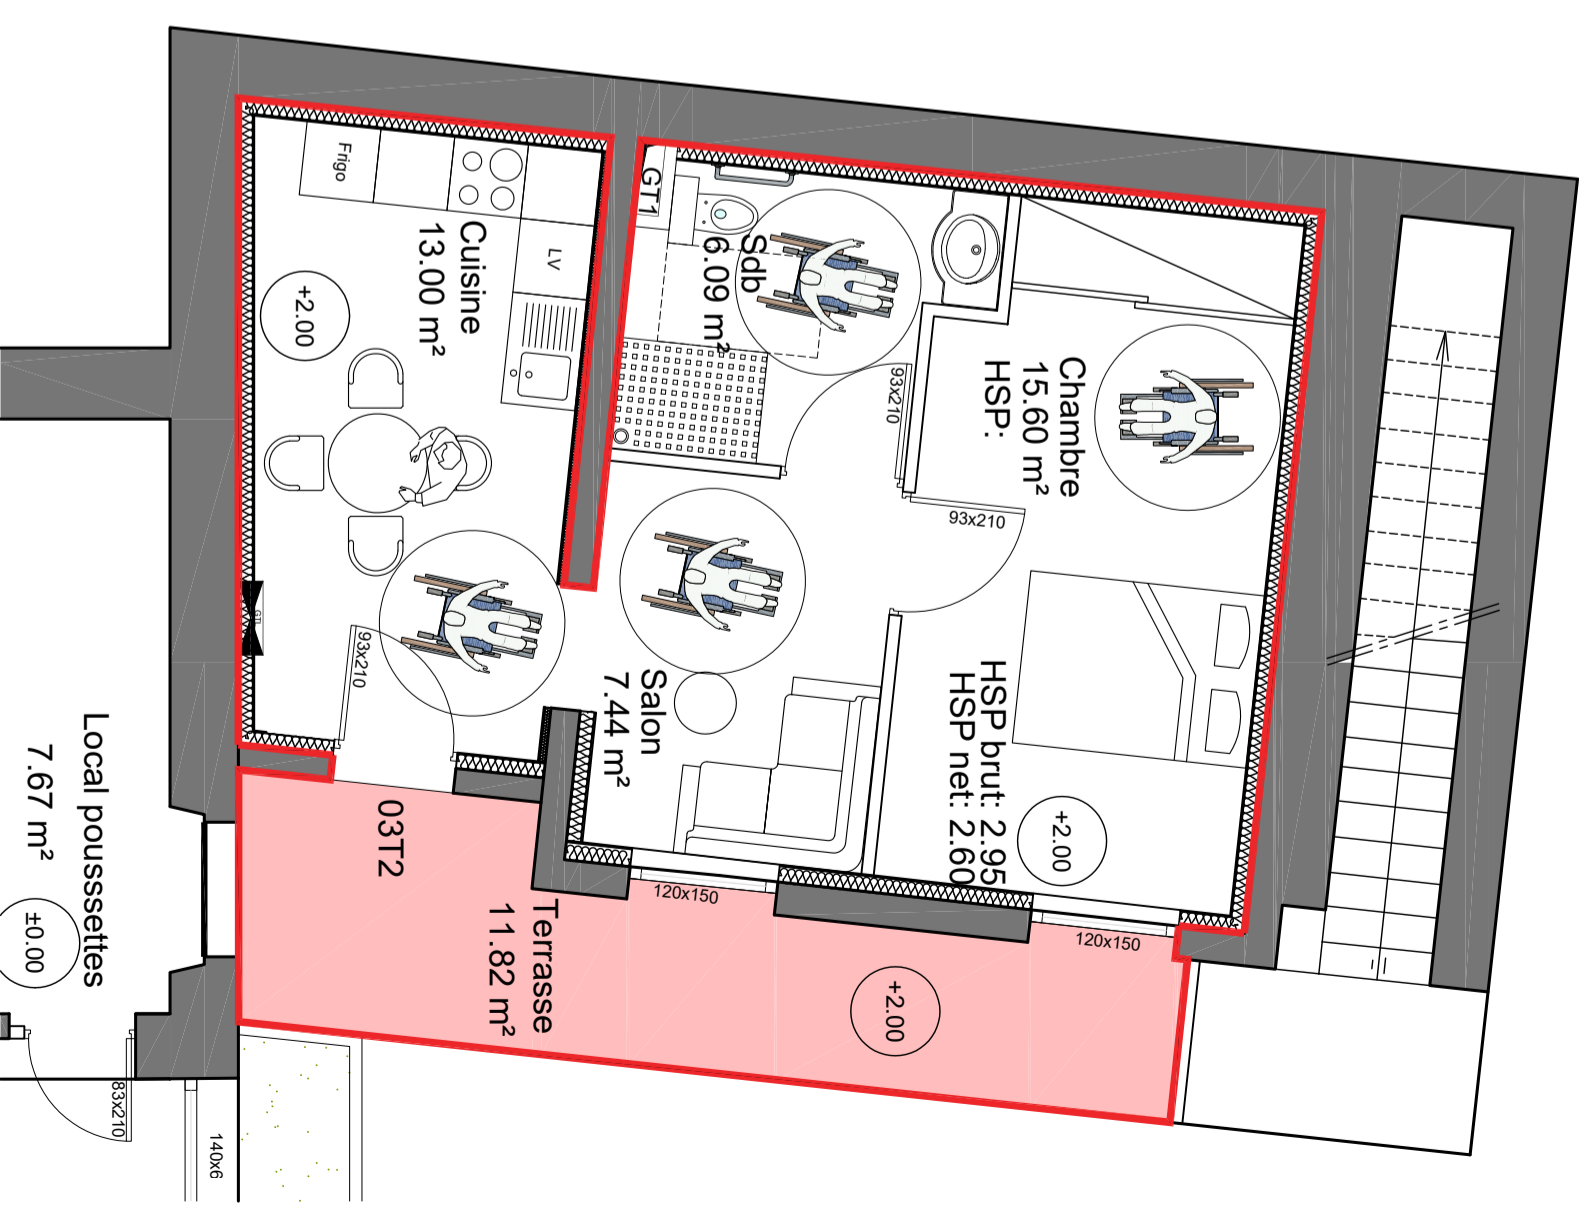 Frigo
LV
Cuisine
13.00 m²
+2.00
GT1
Sdb
6.09 m²
93x210
Chambre
15.60 m²
HSP:
93x210
HSP brut: 2.95
HSP net: 2.60
+2.00
Salon
7.44 m²
GTL
93x210
03T2
120x150
120x150
Terrasse
11.82 m²
+2.00
Local pousssettes
7.67 m²
±0.00
83x210
140x6